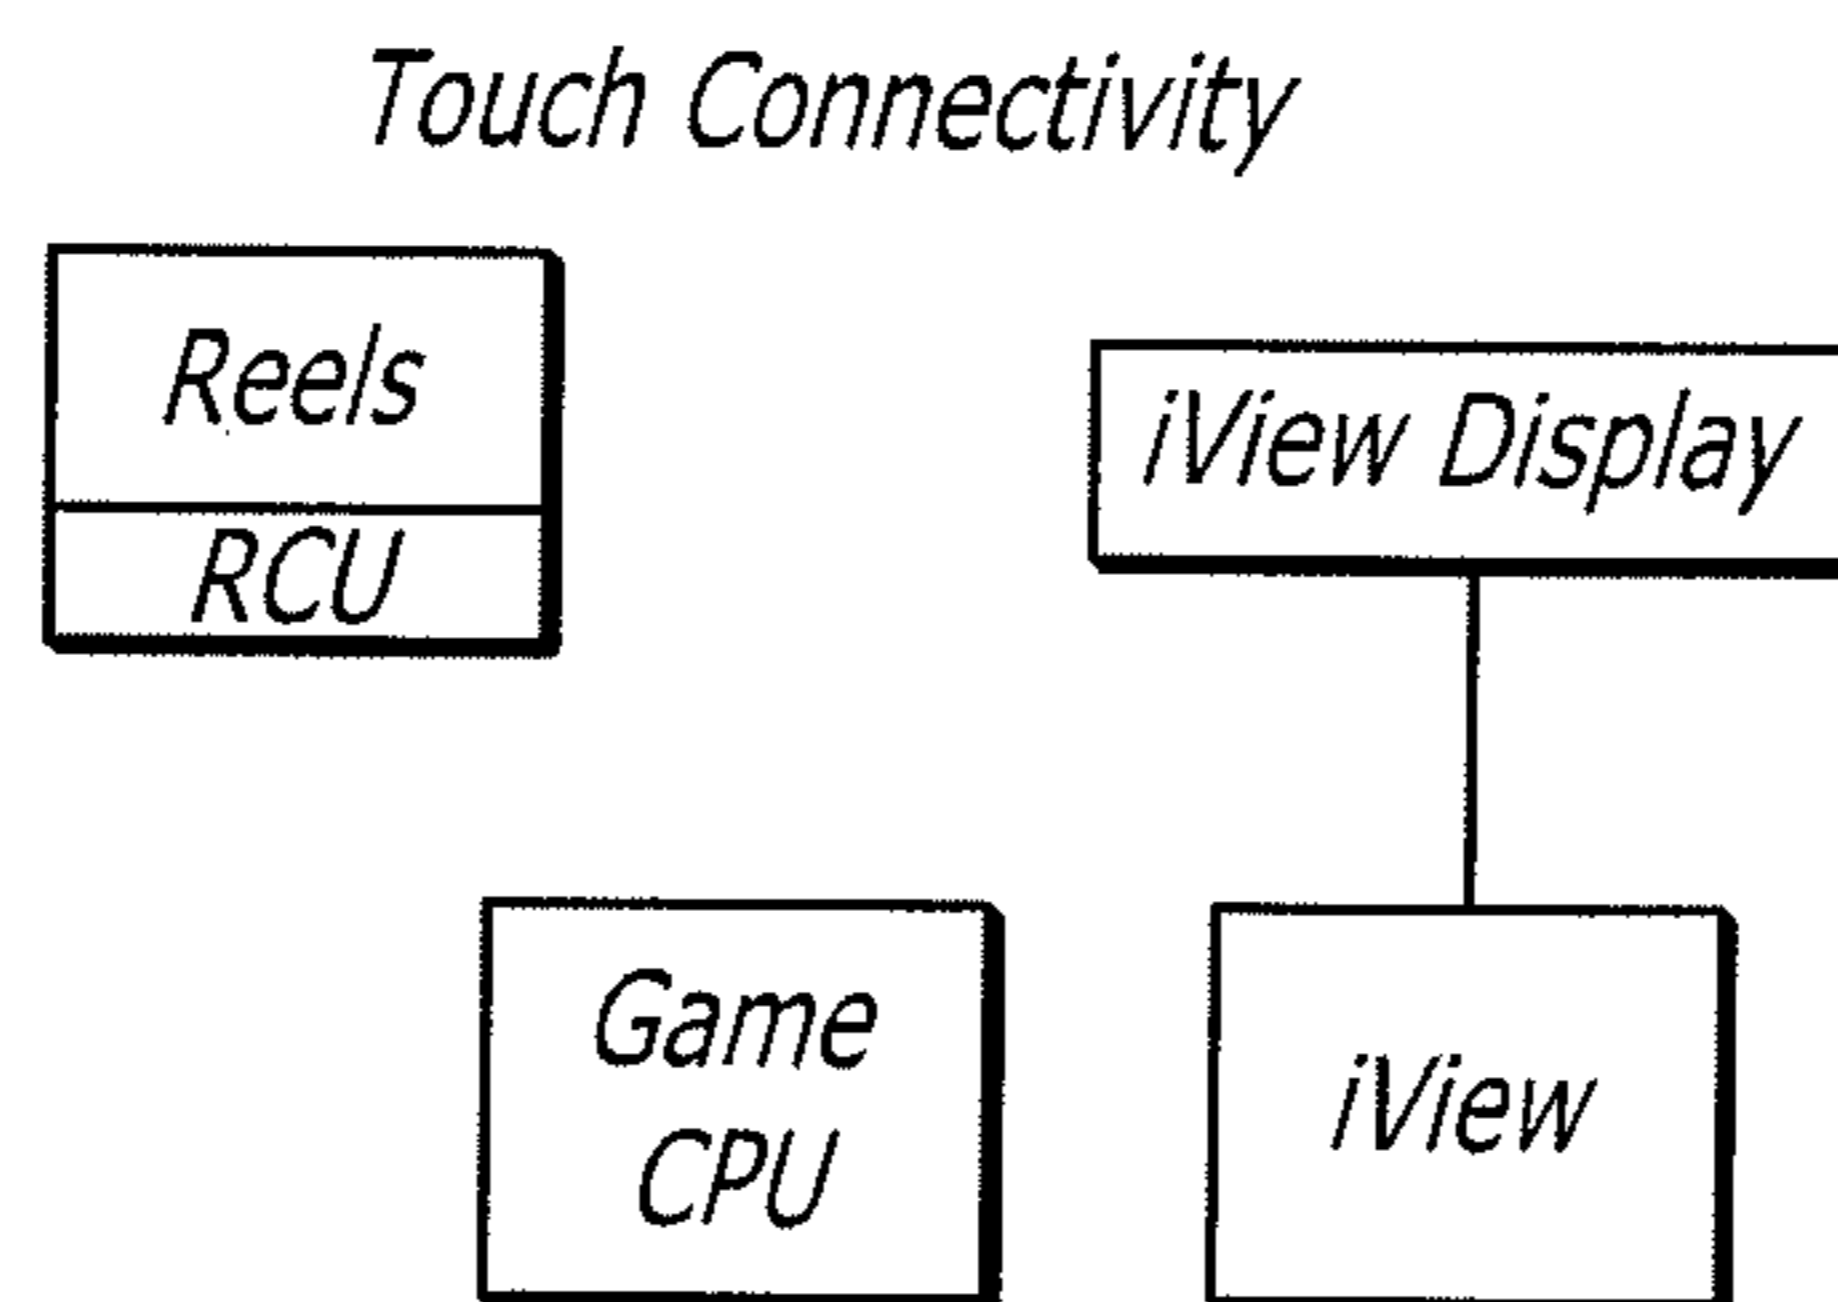 Touch Connectivity
Reels
RCU
iView Display
Game
CPU
iView